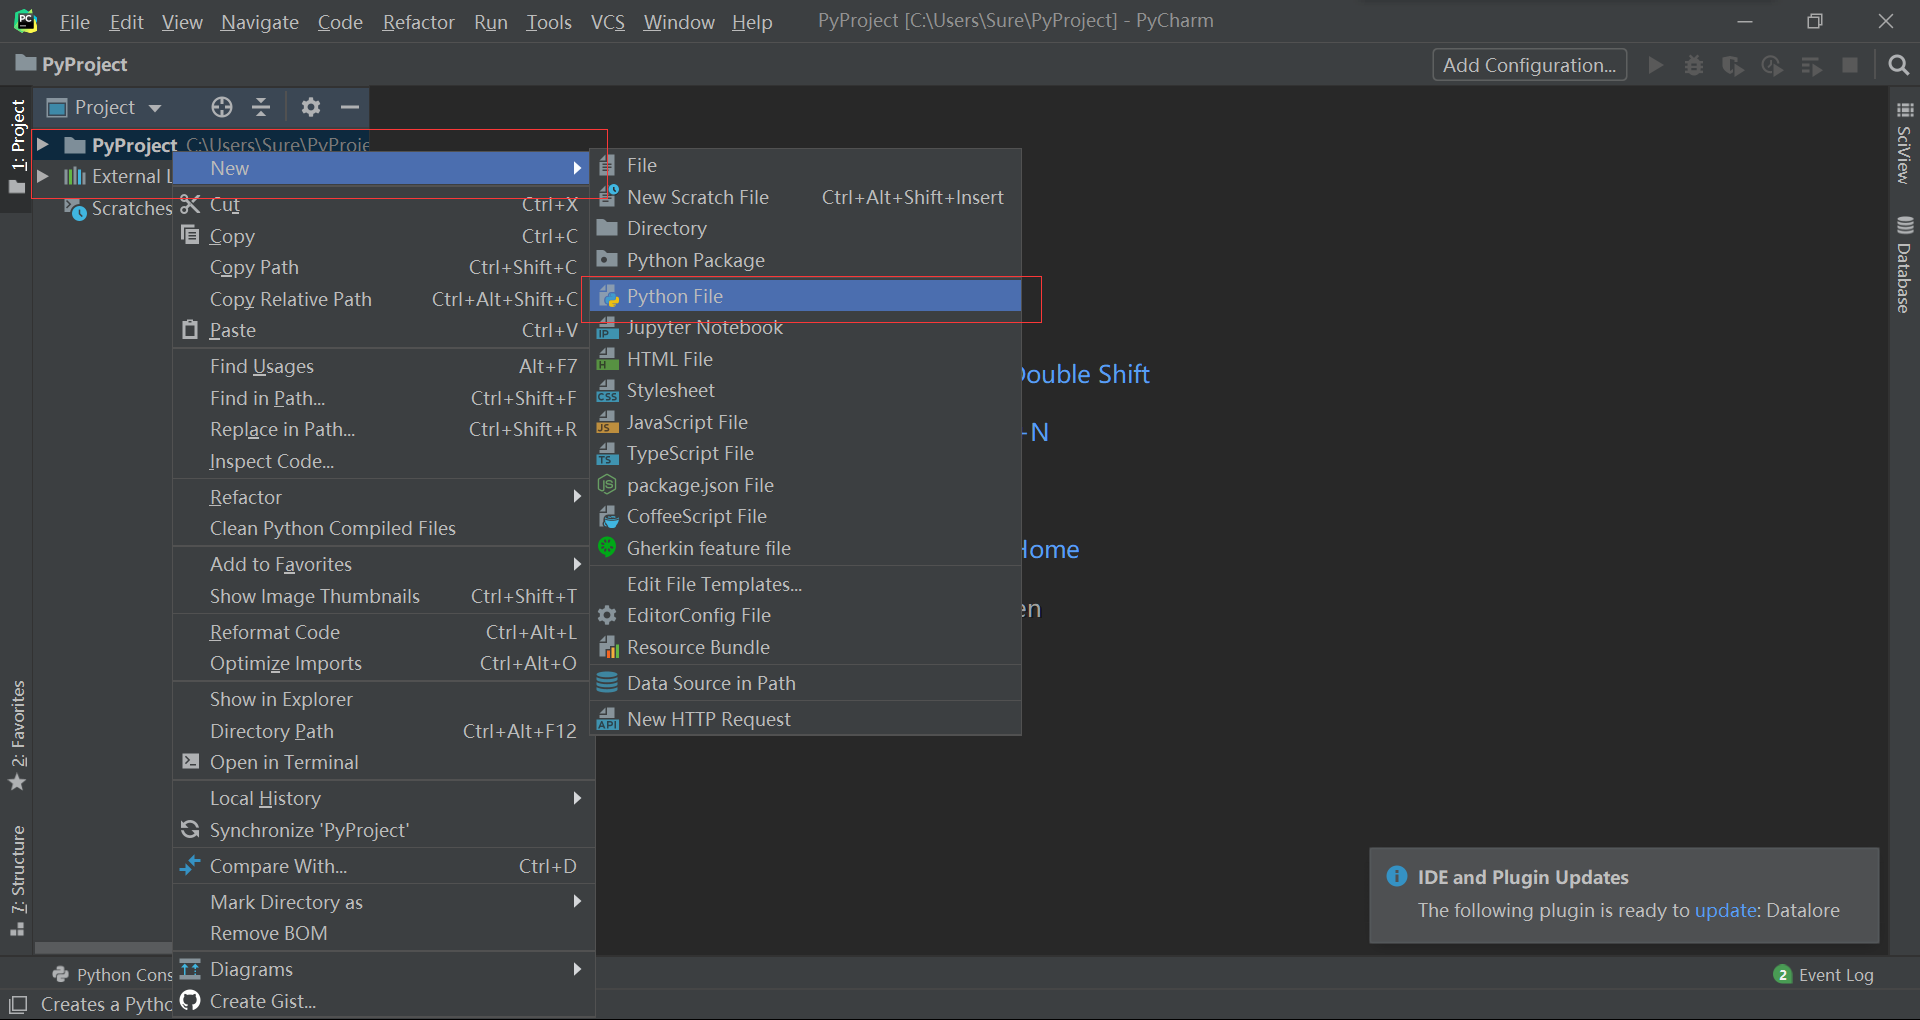 File Edit View Navigate Code Refactor Run Tools VCS Window Help PyProject [C:\Users\Sure\PyProject] - PyCharm
PyProject
Add Configuration...
Project
1: Project
PyProject C:\Users\Sure\PyProje
External L
Scratches
New
Cut Ctrl+X
Copy Ctrl+C
Copy Path Ctrl+Shift+C
Copy Relative Path Ctrl+Alt+Shift+C
Paste Ctrl+V
Find Usages Alt+F7
Find in Path... Ctrl+Shift+F
Replace in Path... Ctrl+Shift+R
Inspect Code...
Refactor
Clean Python Compiled Files
Add to Favorites
Show Image Thumbnails Ctrl+Shift+T
Reformat Code Ctrl+Alt+L
Optimize Imports Ctrl+Alt+O
Show in Explorer
Directory Path Ctrl+Alt+F12
Open in Terminal
Local History
Synchronize 'PyProject'
Compare With... Ctrl+D
Mark Directory as
Remove BOM
Diagrams
Create Gist...
File
New Scratch File Ctrl+Alt+Shift+Insert
Directory
Python Package
Python File
Jupyter Notebook
HTML File
Stylesheet
JavaScript File
TypeScript File
package.json File
CoffeeScript File
Gherkin feature file
Edit File Templates...
EditorConfig File
Resource Bundle
Data Source in Path
New HTTP Request
Double Shift
-N
Home
en
SciView
Database
2: Favorites
7: Structure
IDE and Plugin Updates
The following plugin is ready to update: Datalore
Python Cons
2 Event Log
Creates a Pytho